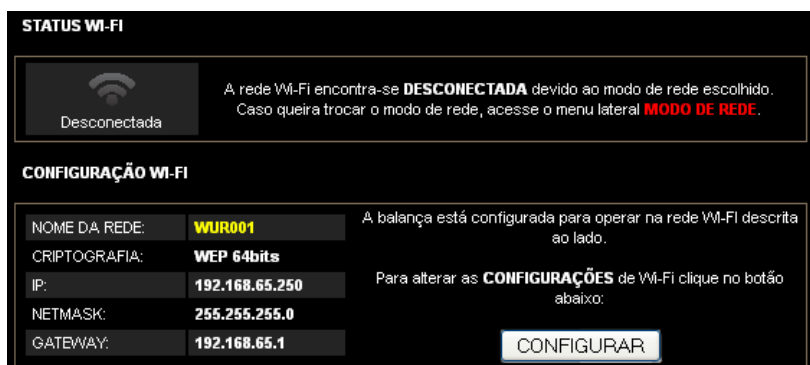 STATUS WI-FI
Desconectada
A rede Wi-Fi encontra-se DESCONECTADA devido ao modo de rede escolhido.
Caso queira trocar o modo de rede, acesse o menu lateral MODO DE REDE.
CONFIGURAÇÃO WI-FI
NOME DA REDE: WUR001
CRIPTOGRAFIA: WEP 64bits
IP: 192.168.65.250
NETMASK: 255.255.255.0
GATEWAY: 192.168.65.1
A balança está configurada para operar na rede WI-FI descrita
ao lado.
Para alterar as CONFIGURAÇÕES de Wi-Fi clique no botão
abaixo:
CONFIGURAR